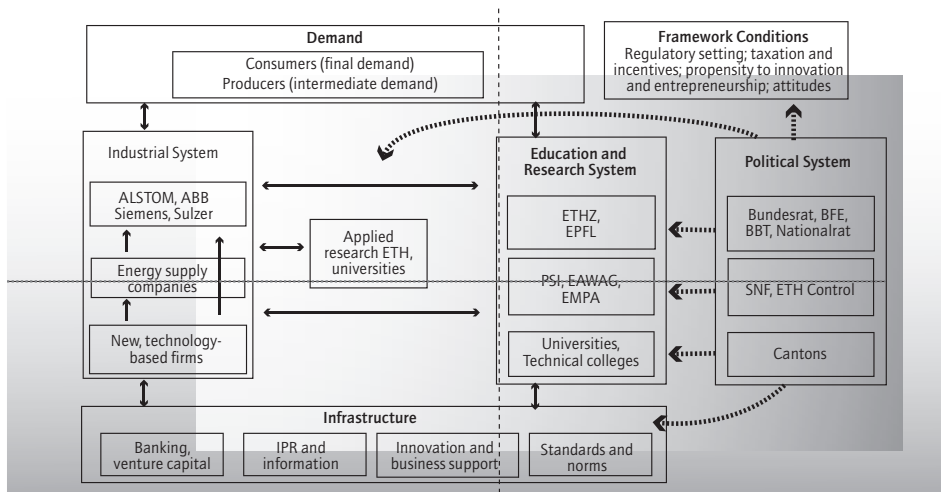 Demand
Consumers (final demand)
Producers (intermediate demand)
Framework Conditions
Regulatory setting; taxation and
incentives; propensity to innovation
and entrepreneurship; attitudes
Industrial System
ALSTOM, ABB
Siemens, Sulzer
Energy supply
companies
New, technology-
based firms
Applied
research ETH,
universities
Education and
Research System
ETHZ,
EPFL
PSI, EAWAG,
EMPA
Universities,
Technical colleges
Political System
Bundesrat, BFE,
BBT, Nationalrat
SNF, ETH Control
Cantons
Infrastructure
Banking,
venture capital
IPR and
information
Innovation and
business support
Standards and
norms